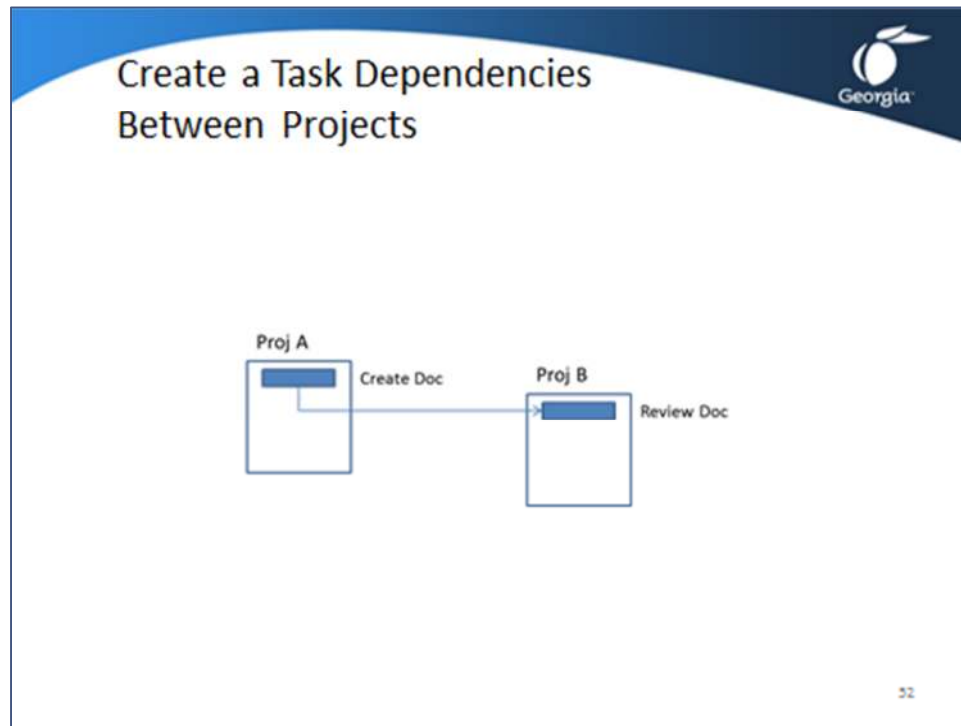 Create a Task Dependencies
Between Projects
Georgia
Proj A
Create Doc
Proj B
Review Doc
52